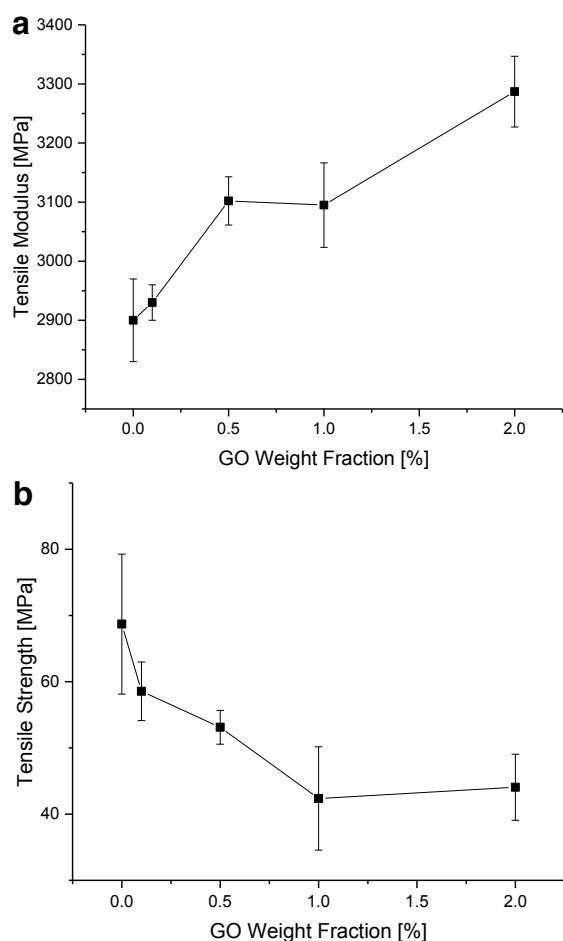 a
3400
3300
3200
3100
3000
2900
2800
Tensile Modulus [MPa]
0.0 0.5 1.0 1.5 2.0
GO Weight Fraction [%]
b
80
60
40
Tensile Strength [MPa]
0.0 0.5 1.0 1.5 2.0
GO Weight Fraction [%]